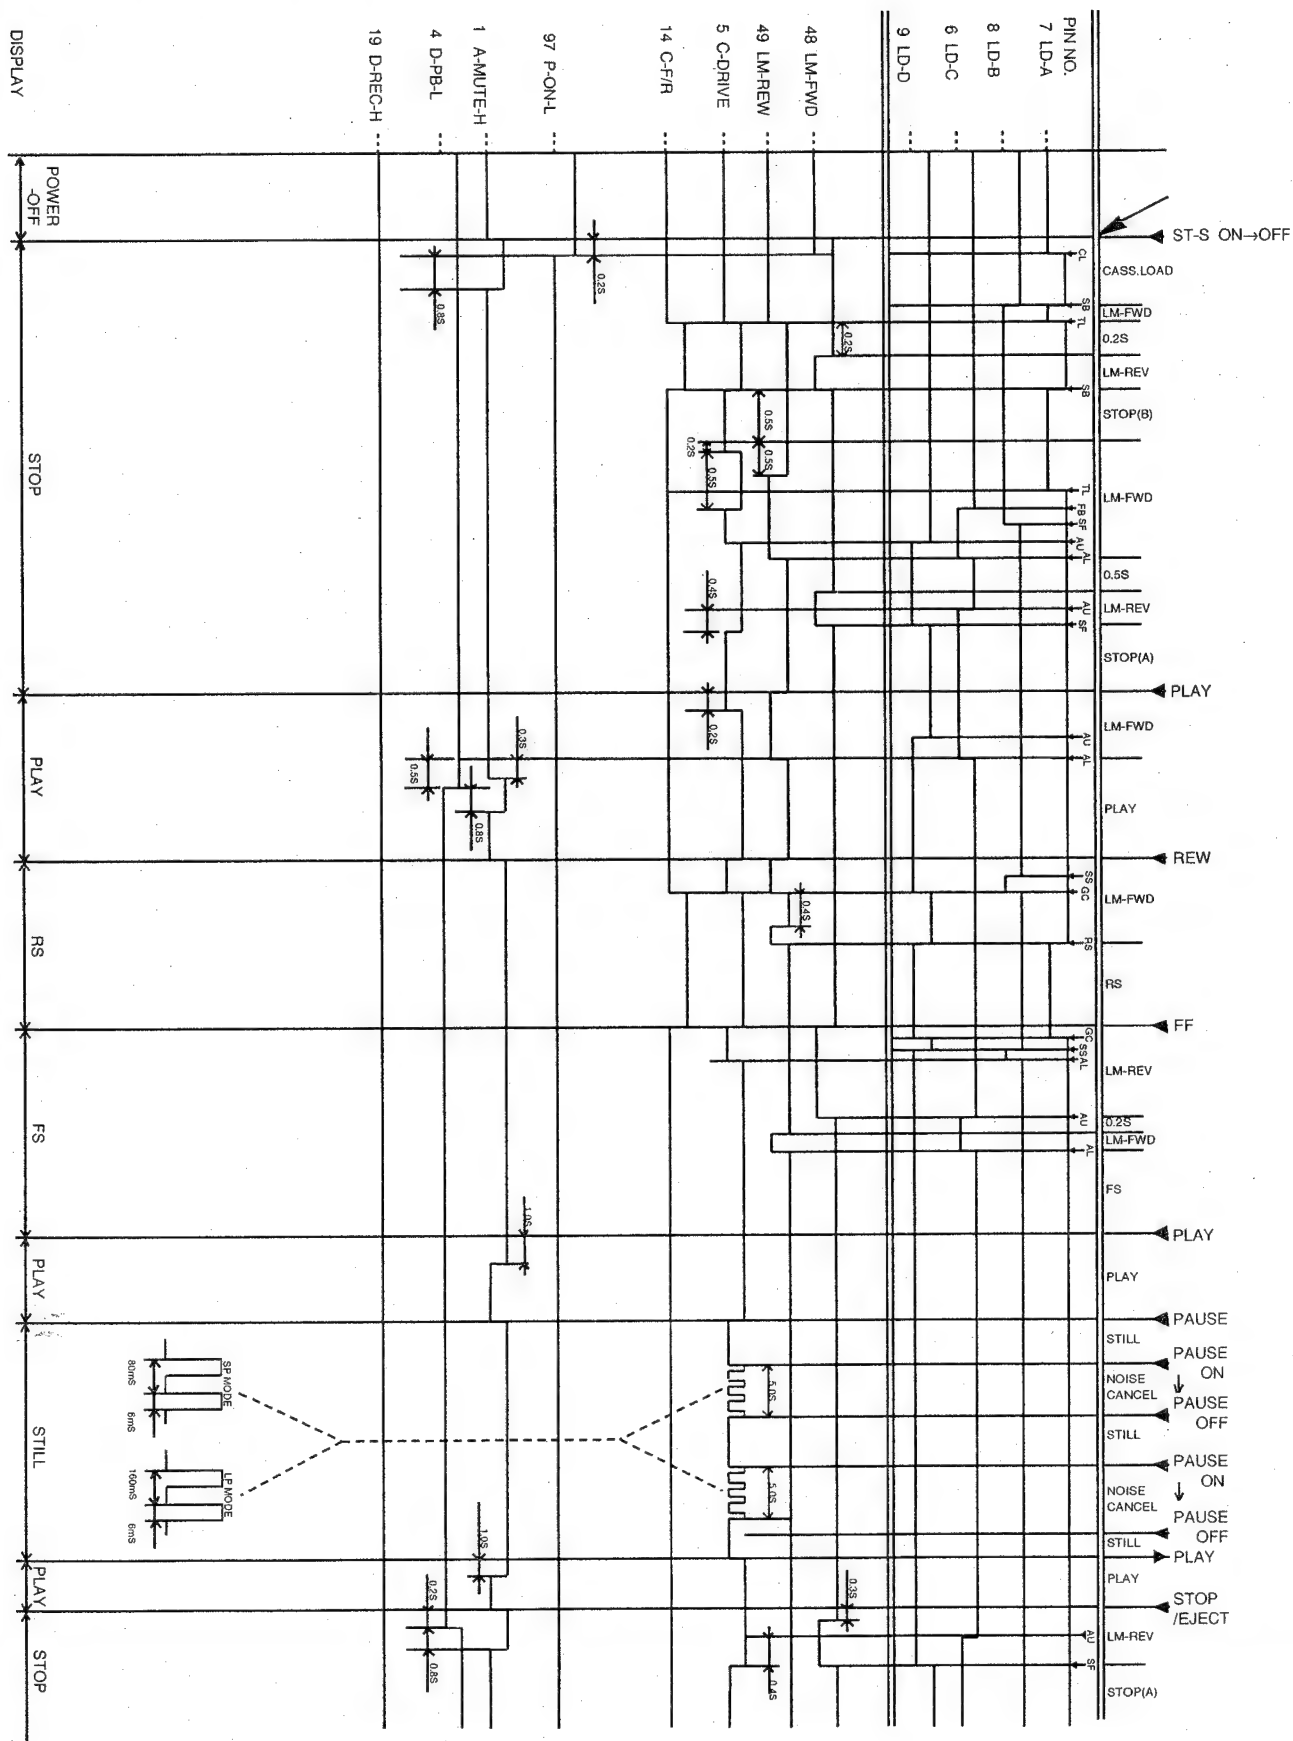 PIN NO.
7 LD-A
8 LD-B
6 LD-C
9 LD-D
48 LM-FWD
49 LM-REW
5 C-DRIVE
14 C-F/R
97 P-ON-L
1 A-MUTE-H
4 D-PB-L
19 D-REC-H
DISPLAY
ST-S ON→OFF
PLAY
REW
FF
PLAY
PAUSE
PAUSE
ON
↓
PAUSE
OFF
PAUSE
ON
↓
PAUSE
OFF
PLAY
STOP
/EJECT
CASS.LOAD
LM-FWD
0.2S
LM-REV
STOP(B)
LM-FWD
0.5S
LM-REV
STOP(A)
LM-FWD
PLAY
LM-FWD
RS
LM-REV
0.2S
LM-FWD
FS
PLAY
STILL
NOISE
CANCEL
STILL
NOISE
CANCEL
STILL
PLAY
LM-REV
STOP(A)
CL
SB
TL
SB
TL
FB
SF
AU
AL
AU
SF
AU
AL
SS
GC
RS
GC
SS
AL
AU
AL
AU
SF
0.2S
0.3S
0.5S
0.5S
0.4S
5.0S
5.0S
0.4S
0.2S
0.5S
0.4S
0.2S
0.2S
0.8S
0.3S
0.5S
0.8S
1.0S
1.0S
0.2S
0.8S
SP MODE
80mS
6mS
LP MODE
160mS
6mS
POWER
-OFF
STOP
PLAY
RS
FS
PLAY
STILL
PLAY
STOP